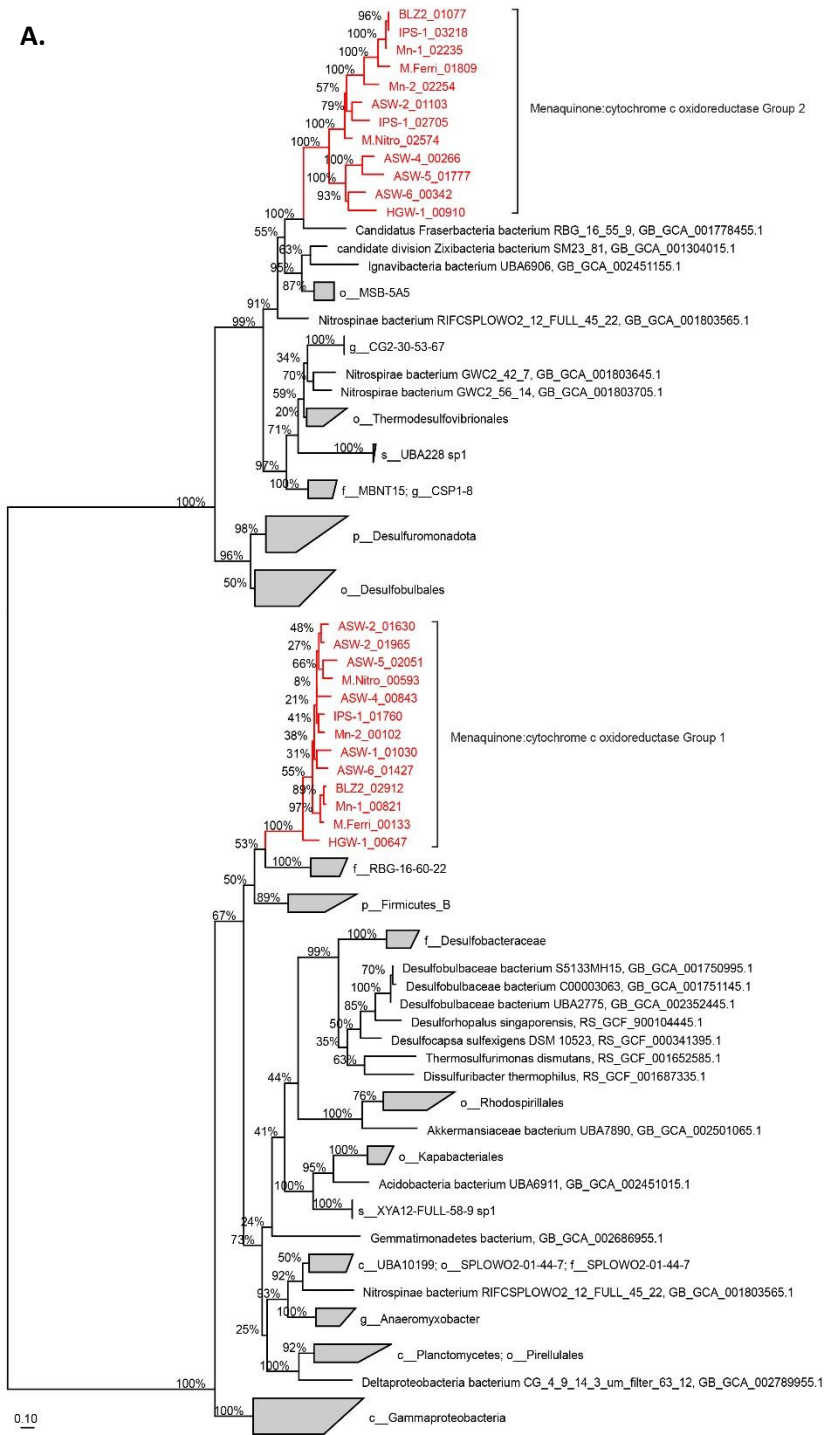 A.
96%
BLZ2_01077
100%
IPS-1_03218
100%
Mn-1_02235
100%
M.Ferri_01809
57%
Mn-2_02254
79%
ASW-2_01103
100%
IPS-1_02705
100%
M.Nitro_02574
100%
ASW-4_00266
100%
ASW-5_01777
93%
ASW-6_00342
HGW-1_00910
Menaquinone:cytochrome c oxidoreductase Group 2
100%
Candidatus Fraserbacteria bacterium RBG_16_55_9, GB_GCA_001778455.1
55%
63%
candidate division Zixibacteria bacterium SM23_81, GB_GCA_001304015.1
95%
Ignavibacteria bacterium UBA6906, GB_GCA_002451155.1
87%
o__MSB-5A5
91%
99%
Nitrospinae bacterium RIFCSPLOWO2_12_FULL_45_22, GB_GCA_001803565.1
100%
g__CG2-30-53-67
34%
70%
Nitrospirae bacterium GWC2_42_7, GB_GCA_001803645.1
59%
Nitrospirae bacterium GWC2_56_14, GB_GCA_001803705.1
20%
o__Thermodesulfovibrionales
71%
100%
s__UBA228 sp1
97%
100%
f__MBNT15; g__CSP1-8
100%
98%
p__Desulfuromonadota
96%
50%
o__Desulfobulbales
48%
ASW-2_01630
27%
ASW-2_01965
66%
ASW-5_02051
8%
M.Nitro_00593
21%
ASW-4_00843
41%
IPS-1_01760
38%
Mn-2_00102
31%
ASW-1_01030
55%
ASW-6_01427
89%
BLZ2_02912
97%
Mn-1_00821
100%
M.Ferri_00133
HGW-1_00647
Menaquinone:cytochrome c oxidoreductase Group 1
53%
100%
f__RBG-16-60-22
50%
89%
p__Firmicutes_B
67%
100%
f__Desulfobacteraceae
99%
70%
Desulfobulbaceae bacterium S5133MH15, GB_GCA_001750995.1
100%
Desulfobulbaceae bacterium C00003063, GB_GCA_001751145.1
85%
Desulfobulbaceae bacterium UBA2775, GB_GCA_002352445.1
50%
Desulforhopalus singaporensis, RS_GCF_900104445.1
35%
Desulfocapsa sulfexigens DSM 10523, RS_GCF_000341395.1
63%
Thermosulfurimonas dismutans, RS_GCF_001652585.1
Dissulfuribacter thermophilus, RS_GCF_001687335.1
44%
76%
o__Rhodospirillales
100%
Akkermansiaceae bacterium UBA7890, GB_GCA_002501065.1
41%
100%
o__Kapabacteriales
95%
Acidobacteria bacterium UBA6911, GB_GCA_002451015.1
100%
100%
s__XYA12-FULL-58-9 sp1
24%
Gemmatimonadetes bacterium, GB_GCA_002686955.1
73%
50%
c__UBA10199; o__SPLOWO2-01-44-7; f__SPLOWO2-01-44-7
92%
Nitrospinae bacterium RIFCSPLOWO2_12_FULL_45_22, GB_GCA_001803565.1
93%
100%
g__Anaeromyxobacter
25%
92%
c__Planctomycetes; o__Pirellulales
100%
Deltaproteobacteria bacterium CG_4_9_14_3_um_filter_63_12, GB_GCA_002789955.1
100%
100%
c__Gammaproteobacteria
0.10